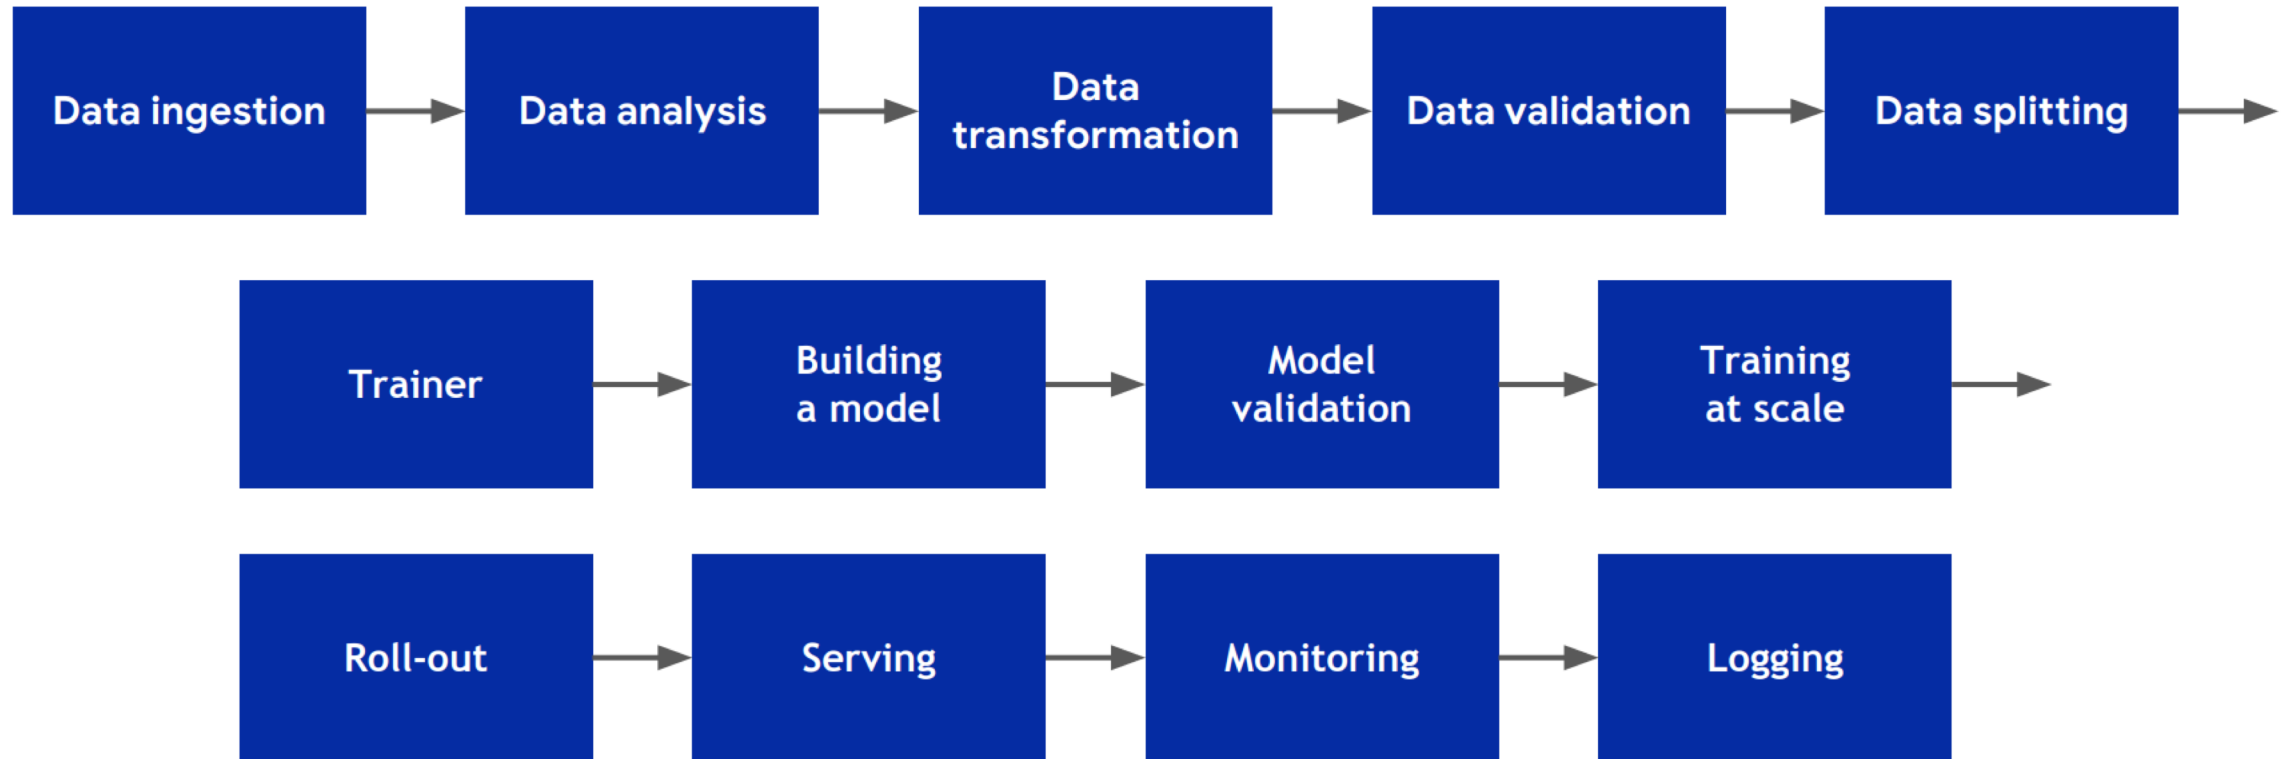 Data ingestion
Data analysis
Data
transformation
Data validation
Data splitting
Trainer
Building
a model
Model
validation
Training
at scale
Roll-out
Serving
Monitoring
Logging